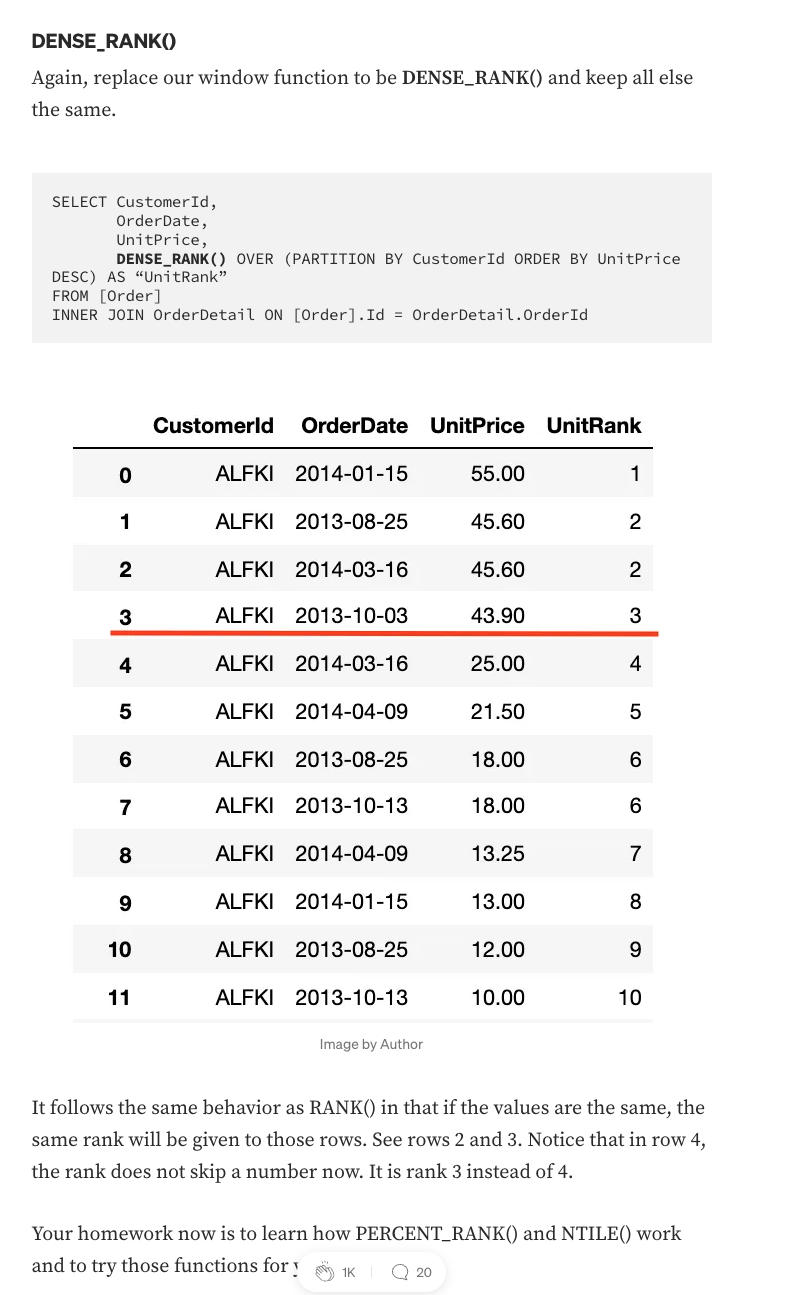 DENSE_RANK()
Again, replace our window function to be DENSE_RANK() and keep all else
the same.
SELECT CustomerId,
OrderDate,
UnitPrice,
DENSE_RANK() OVER (PARTITION BY CustomerId ORDER BY UnitPrice
DESC) AS “UnitRank”
FROM [Order]
INNER JOIN OrderDetail ON [Order].Id = OrderDetail.OrderId
CustomerId OrderDate UnitPrice UnitRank
0 ALFKI 2014-01-15 55.00 1
1 ALFKI 2013-08-25 45.60 2
2 ALFKI 2014-03-16 45.60 2
3 ALFKI 2013-10-03 43.90 3
4 ALFKI 2014-03-16 25.00 4
5 ALFKI 2014-04-09 21.50 5
6 ALFKI 2013-08-25 18.00 6
7 ALFKI 2013-10-13 18.00 6
8 ALFKI 2014-04-09 13.25 7
9 ALFKI 2014-01-15 13.00 8
10 ALFKI 2013-08-25 12.00 9
11 ALFKI 2013-10-13 10.00 10
Image by Author
It follows the same behavior as RANK() in that if the values are the same, the
same rank will be given to those rows. See rows 2 and 3. Notice that in row 4,
the rank does not skip a number now. It is rank 3 instead of 4.
Your homework now is to learn how PERCENT_RANK() and NTILE() work
and to try those functions for
1K 20